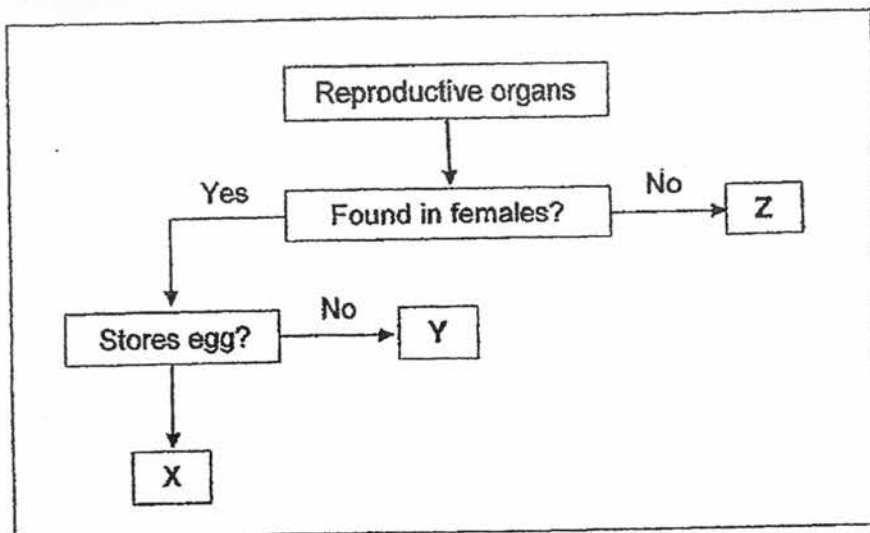 Reproductive organs
Yes
Found in females?
No
Z
Stores egg?
No
Y
X